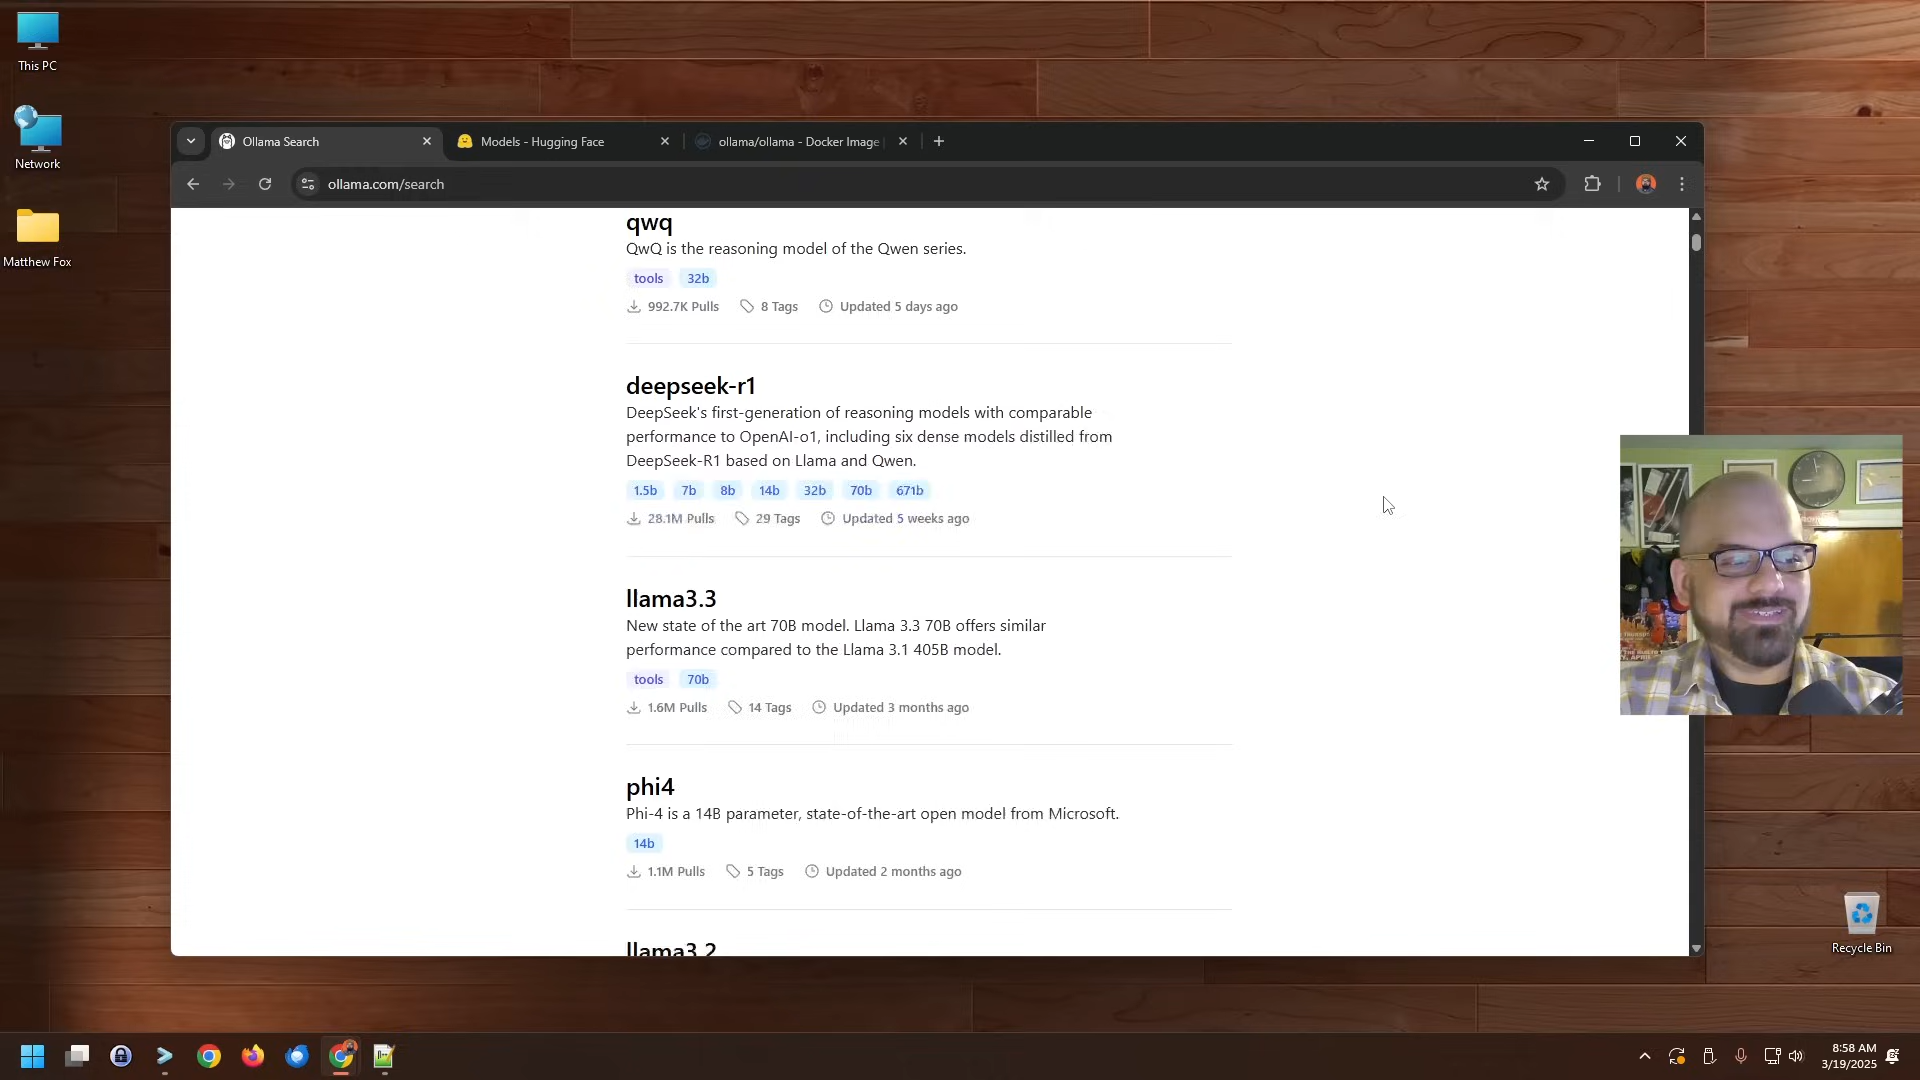 This PC
Network
Matthew Fox
Ollama Search
Models - Hugging Face
ollama/ollama - Docker Image
ollama.com/search
qwq
QwQ is the reasoning model of the Qwen series.
tools 32b
992.7K Pulls 8 Tags Updated 5 days ago
deepseek-r1
DeepSeek's first-generation of reasoning models with comparable
performance to OpenAI-o1, including six dense models distilled from
DeepSeek-R1 based on Llama and Qwen.
1.5b 7b 8b 14b 32b 70b 671b
28.1M Pulls 29 Tags Updated 5 weeks ago
llama3.3
New state of the art 70B model. Llama 3.3 70B offers similar
performance compared to the Llama 3.1 405B model.
tools 70b
1.6M Pulls 14 Tags Updated 3 months ago
phi4
Phi-4 is a 14B parameter, state-of-the-art open model from Microsoft.
14b
1.1M Pulls 5 Tags Updated 2 months ago
llama3.2
Recycle Bin
8:58 AM
3/19/2025